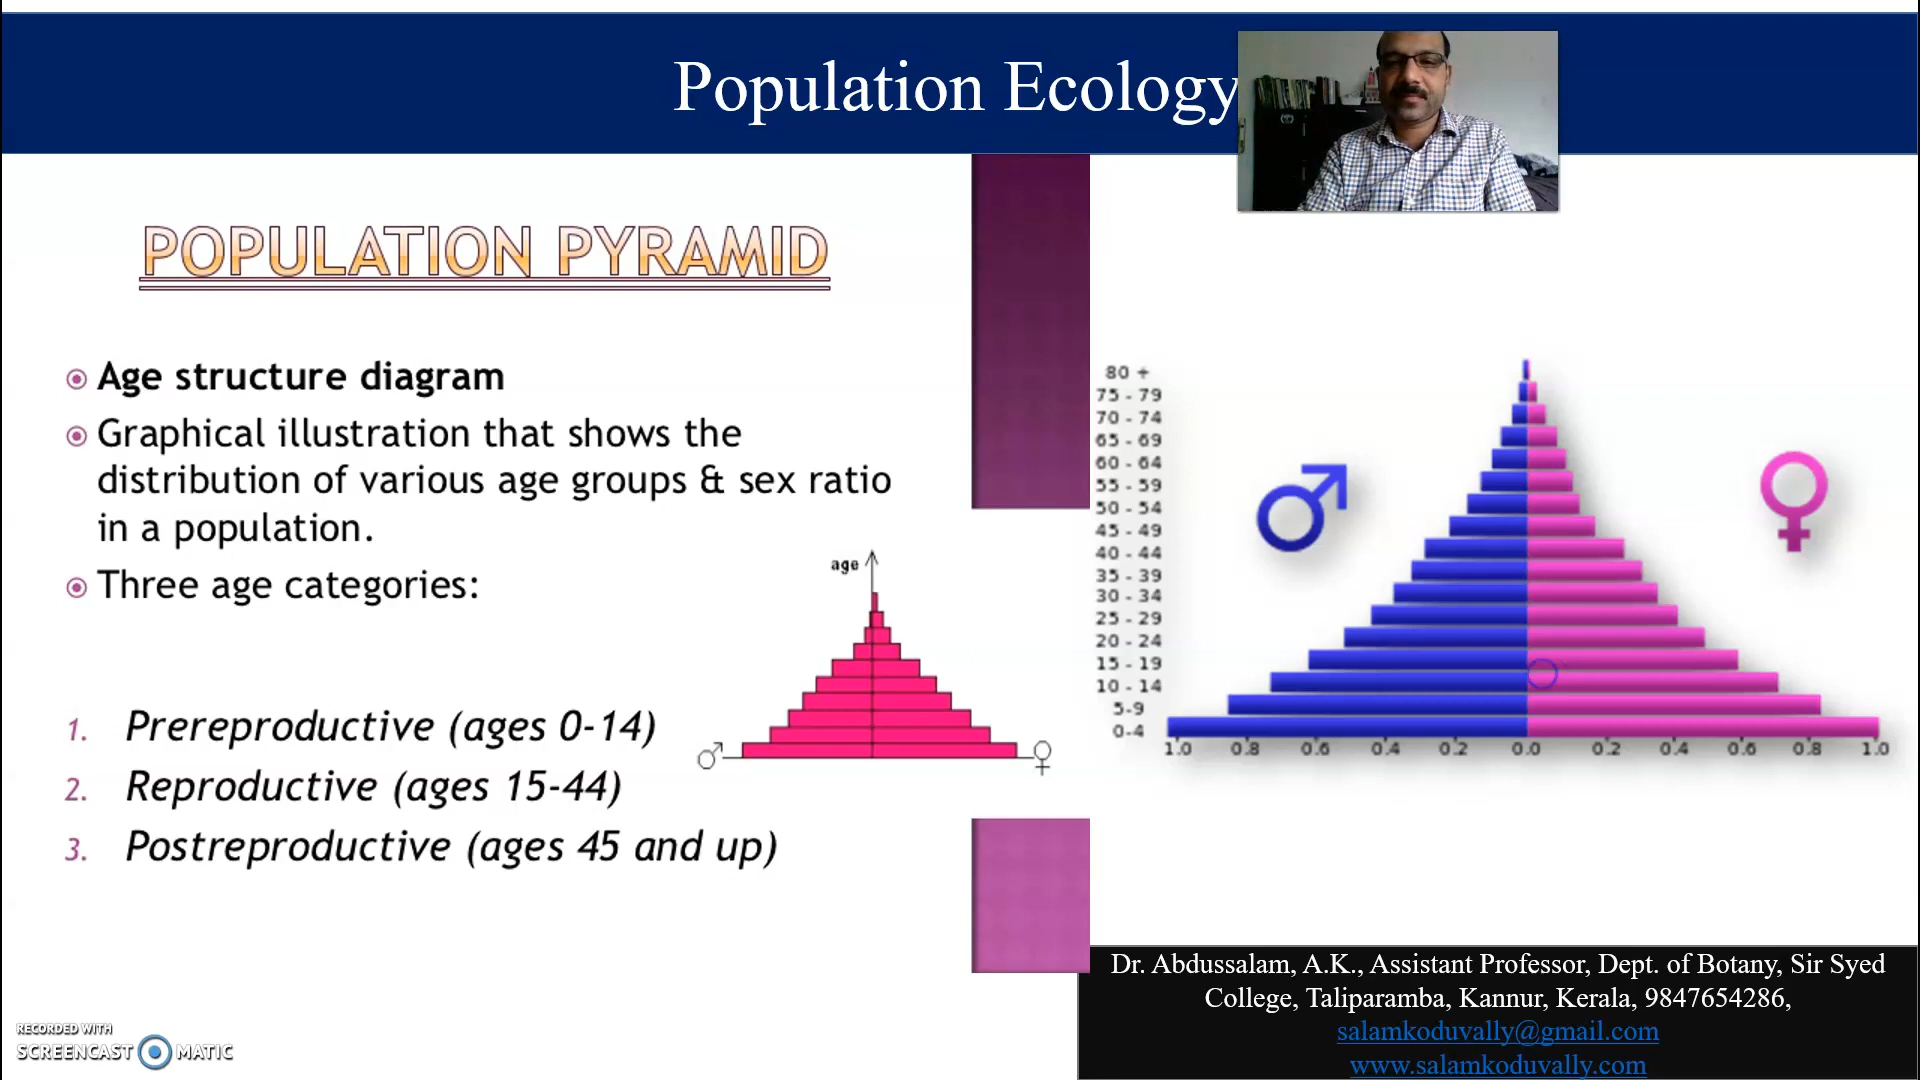 Population Ecology
POPULATION PYRAMID
Age structure diagram
Graphical illustration that shows the
distribution of various age groups & sex ratio
in a population.
Three age categories:
1. Prereproductive (ages 0-14)
2. Reproductive (ages 15-44)
3. Postreproductive (ages 45 and up)
age
80 +
75 - 79
70 - 74
65 - 69
60 - 64
55 - 59
50 - 54
45 - 49
40 - 44
35 - 39
30 - 34
25 - 29
20 - 24
15 - 19
10 - 14
5-9
0-4
1.0 0.8 0.6 0.4 0.2 0.0 0.2 0.4 0.6 0.8 1.0
Dr. Abdussalam, A.K., Assistant Professor, Dept. of Botany, Sir Syed
College, Taliparamba, Kannur, Kerala, 9847654286,
salamkoduvally@gmail.com
www.salamkoduvally.com
RECORDED WITH
SCREENCAST MATIC